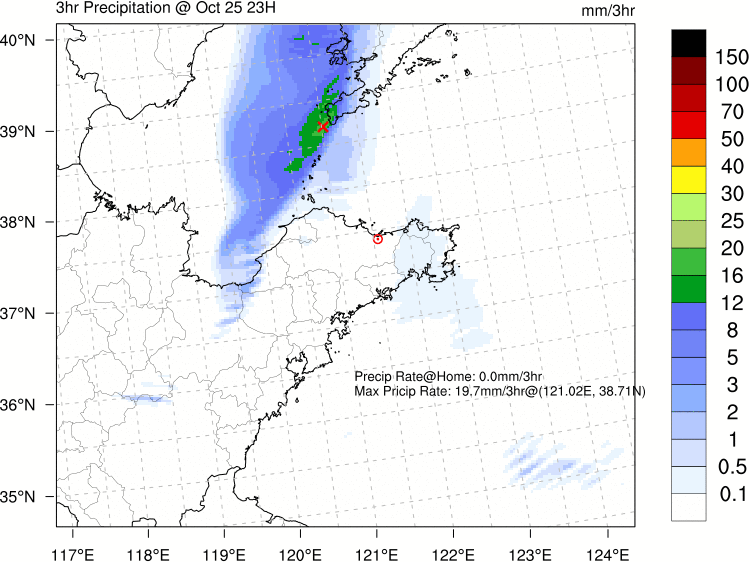 3hr Precipitation @ Oct 25 23H
mm/3hr
40°N
39°N
38°N
37°N
36°N
35°N
Precip Rate@Home: 0.0mm/3hr
Max Pricip Rate: 19.7mm/3hr@(121.02E, 38.71N)
117°E 118°E 119°E 120°E 121°E 122°E 123°E 124°E
150
100
70
50
40
30
25
20
16
12
8
5
3
2
1
0.5
0.1